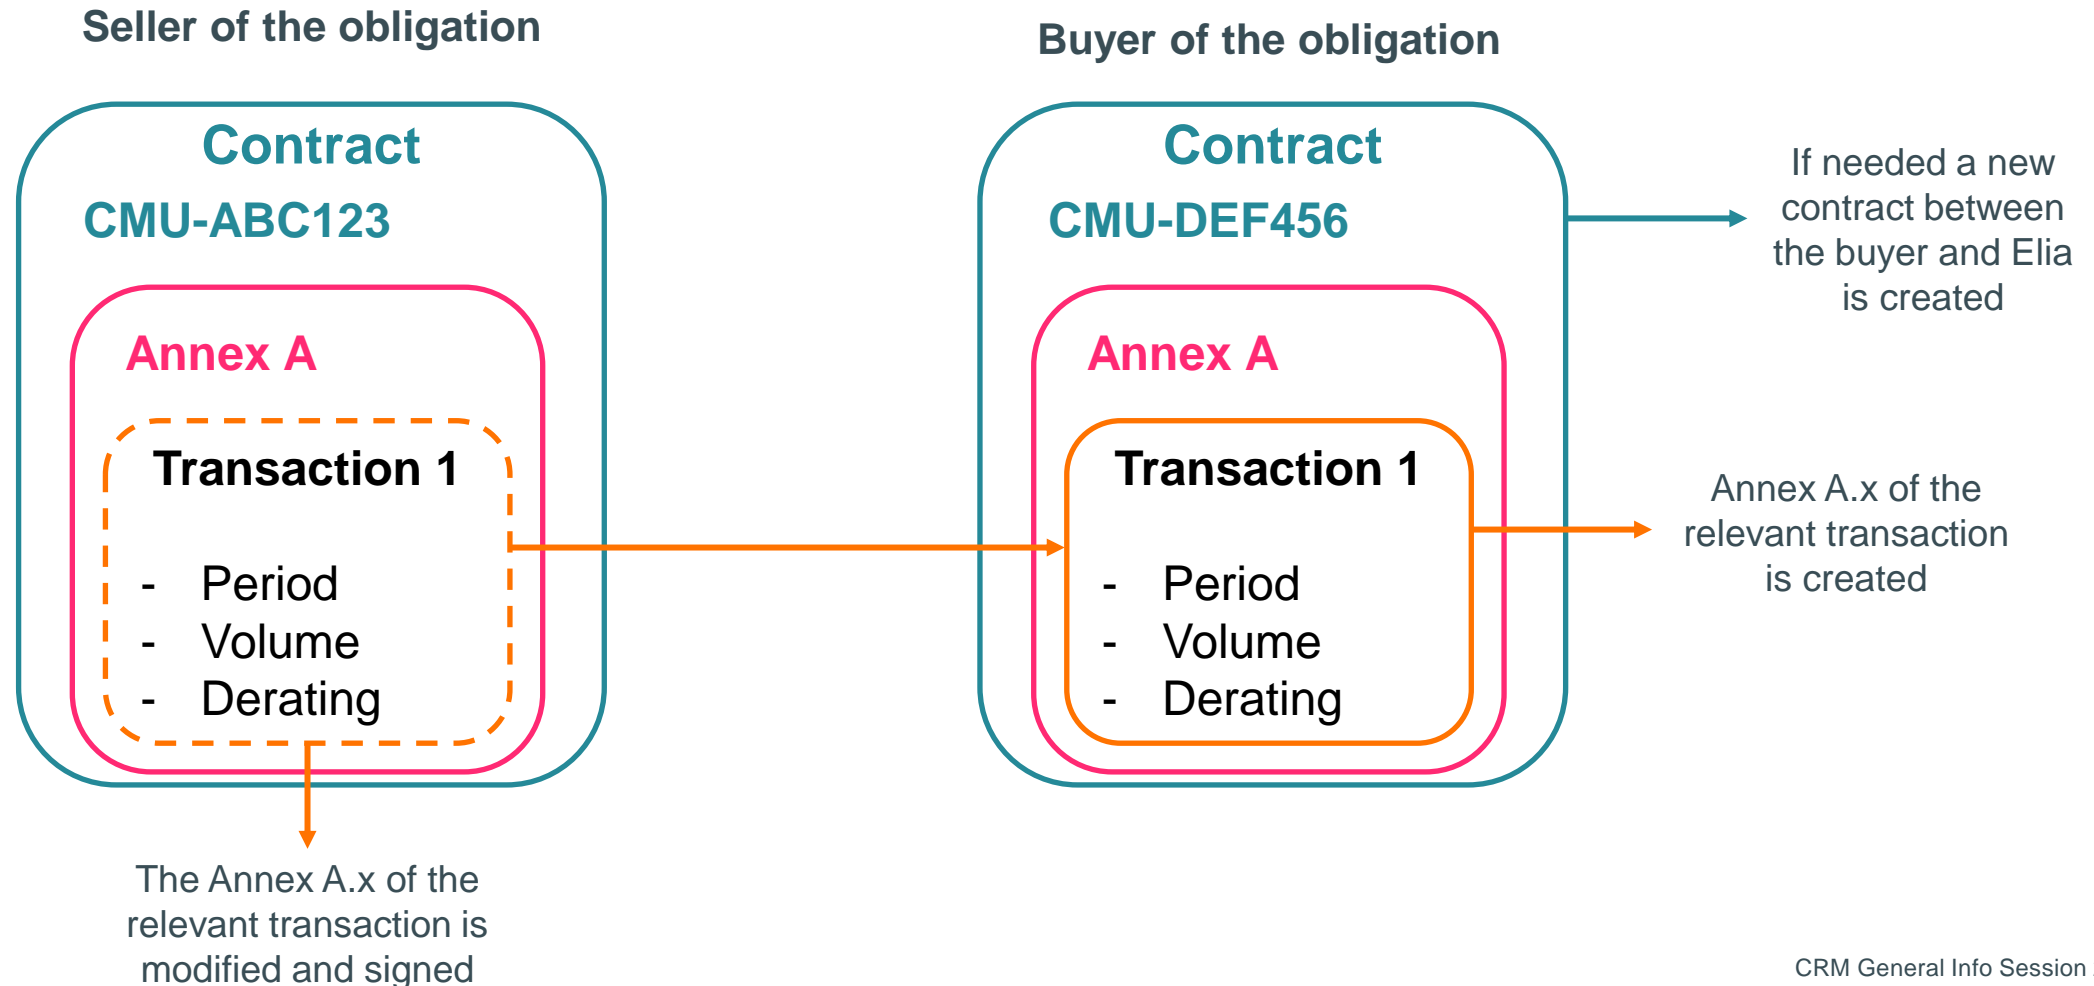 Seller of the obligation
Contract
CMU-ABC123
Annex A
Transaction 1
- Period
- Volume
- Derating
The Annex A.x of the
relevant transaction is
modified and signed
Buyer of the obligation
Contract
CMU-DEF456
Annex A
Transaction 1
- Period
- Volume
- Derating
If needed a new
contract between
the buyer and Elia
is created
Annex A.x of the
relevant transaction
is created
CRM General Info Session